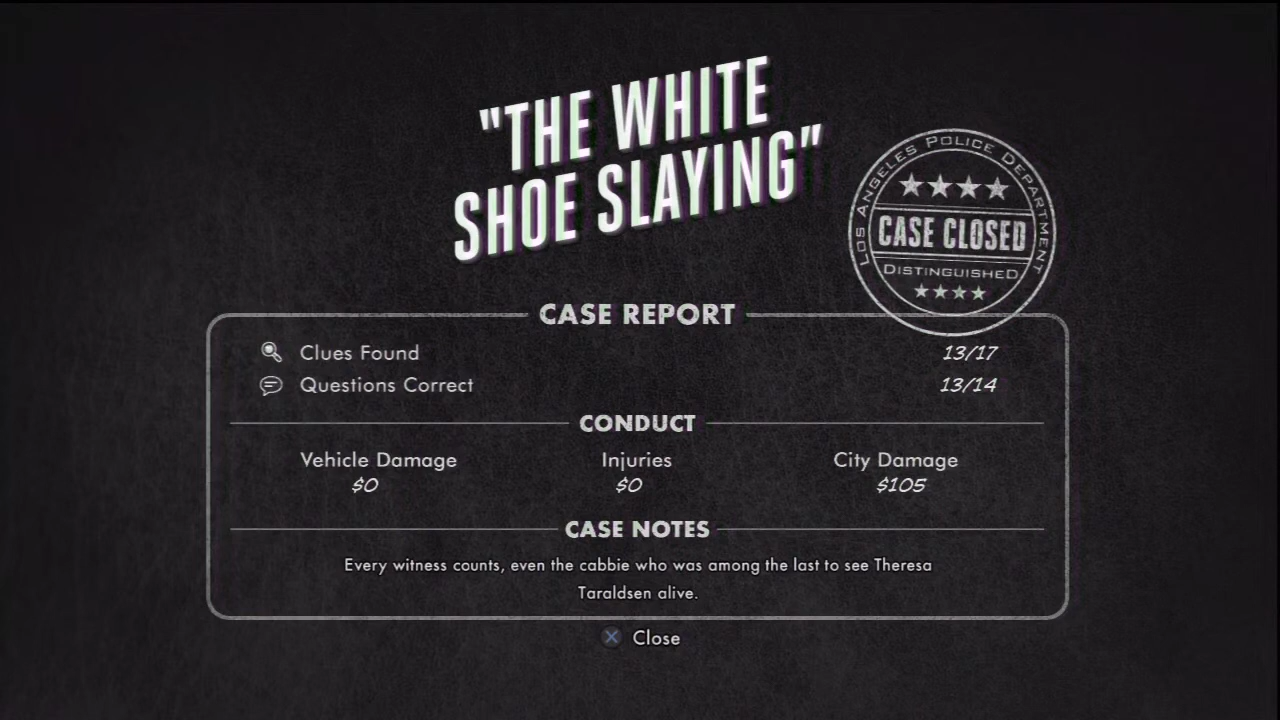 "THE WHITE
SHOE SLAYING"
LOS ANGELES POLICE DEPARTMENT
CASE CLOSED
DISTINGUISHED
CASE REPORT
Clues Found 13/17
Questions Correct 13/14
CONDUCT
Vehicle Damage Injuries City Damage
$0 $0 $105
CASE NOTES
Every witness counts, even the cabbie who was among the last to see Theresa
Taraldsen alive.
X Close